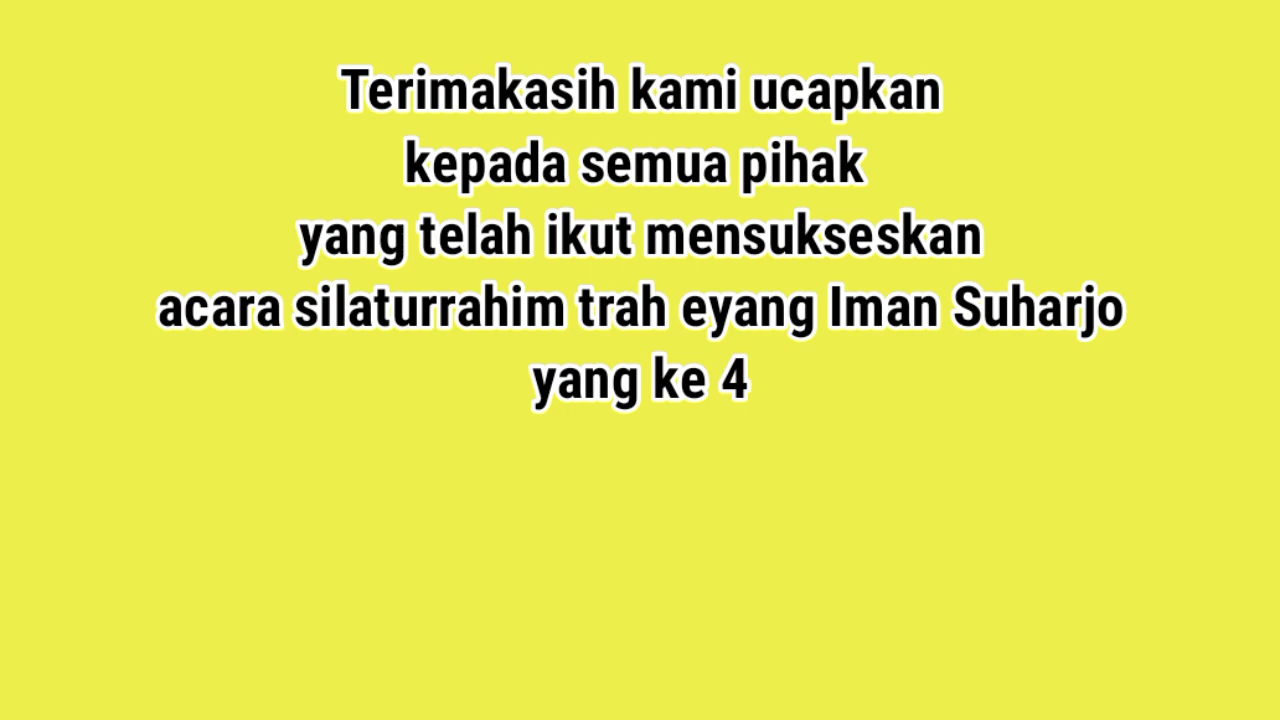 Terimakasih kami ucapkan
kepada semua pihak
yang telah ikut mensukseskan
acara silaturrahim trah eyang Iman Suharjo
yang ke 4